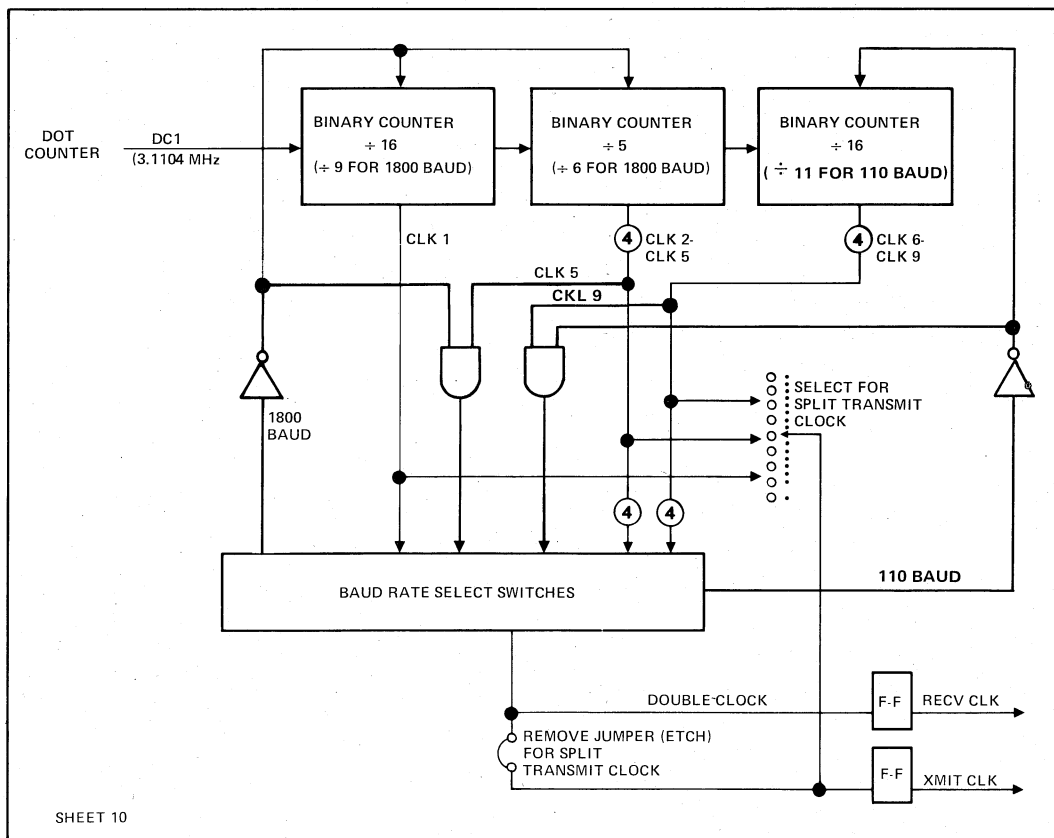 BINARY COUNTER
÷ 16
(÷ 9 FOR 1800 BAUD)
BINARY COUNTER
÷ 5
(÷ 6 FOR 1800 BAUD)
BINARY COUNTER
÷ 16
( ÷ 11 FOR 110 BAUD)
DOT
COUNTER
DC1
(3.1104 MHz
CLK 1
4
CLK 2-
CLK 5
4
CLK 6-
CLK 9
CLK 5
CKL 9
1800
BAUD
SELECT FOR
SPLIT TRANSMIT
CLOCK
4
4
BAUD RATE SELECT SWITCHES
110 BAUD
DOUBLE-CLOCK
F-F
RECV CLK
REMOVE JUMPER (ETCH)
FOR SPLIT
TRANSMIT CLOCK
F-F
XMIT CLK
SHEET 10